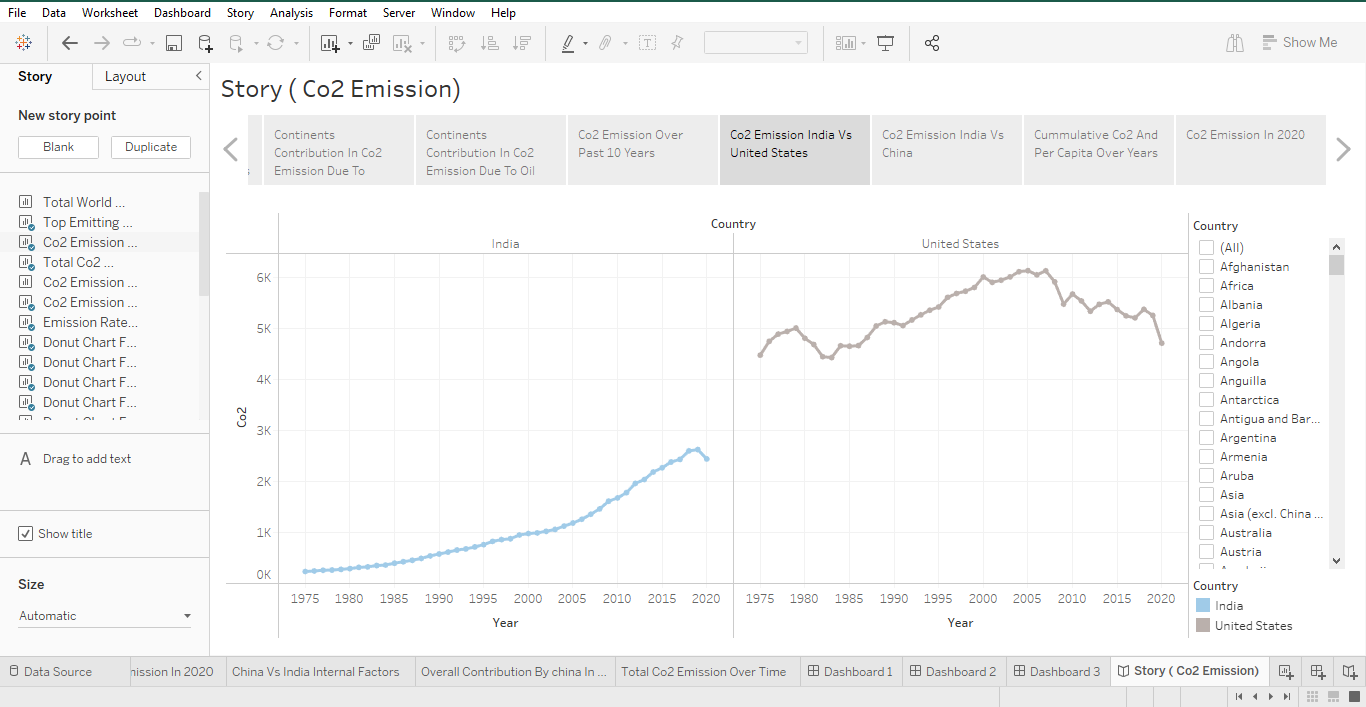 File Data Worksheet Dashboard Story Analysis Format Server Window Help
Show Me
Story Layout
New story point
Blank Duplicate
Total World ...
Top Emitting ...
Co2 Emission ...
Total Co2 ...
Co2 Emission ...
Co2 Emission ...
Emission Rate...
Donut Chart F...
Donut Chart F...
Donut Chart F...
Donut Chart F...
A Drag to add text
Show title
Size
Automatic
Story ( Co2 Emission)
Continents
Contribution In Co2
Emission Due To
Continents
Contribution In Co2
Emission Due To Oil
Co2 Emission Over
Past 10 Years
Co2 Emission India Vs
United States
Co2 Emission India Vs
China
Cummulative Co2 And
Per Capita Over Years
Co2 Emission In 2020
Country
India United States
6K
5K
4K
3K
2K
1K
0K
Co2
1975 1980 1985 1990 1995 2000 2005 2010 2015 2020 1975 1980 1985 1990 1995 2000 2005 2010 2015 2020
Year Year
Country
(All)
Afghanistan
Africa
Albania
Algeria
Andorra
Angola
Anguilla
Antarctica
Antigua and Bar...
Argentina
Armenia
Aruba
Asia
Asia (excl. China ...
Australia
Austria
Country
India
United States
Data Source nission In 2020 China Vs India Internal Factors Overall Contribution By china In ... Total Co2 Emission Over Time Dashboard 1 Dashboard 2 Dashboard 3 Story ( Co2 Emission)